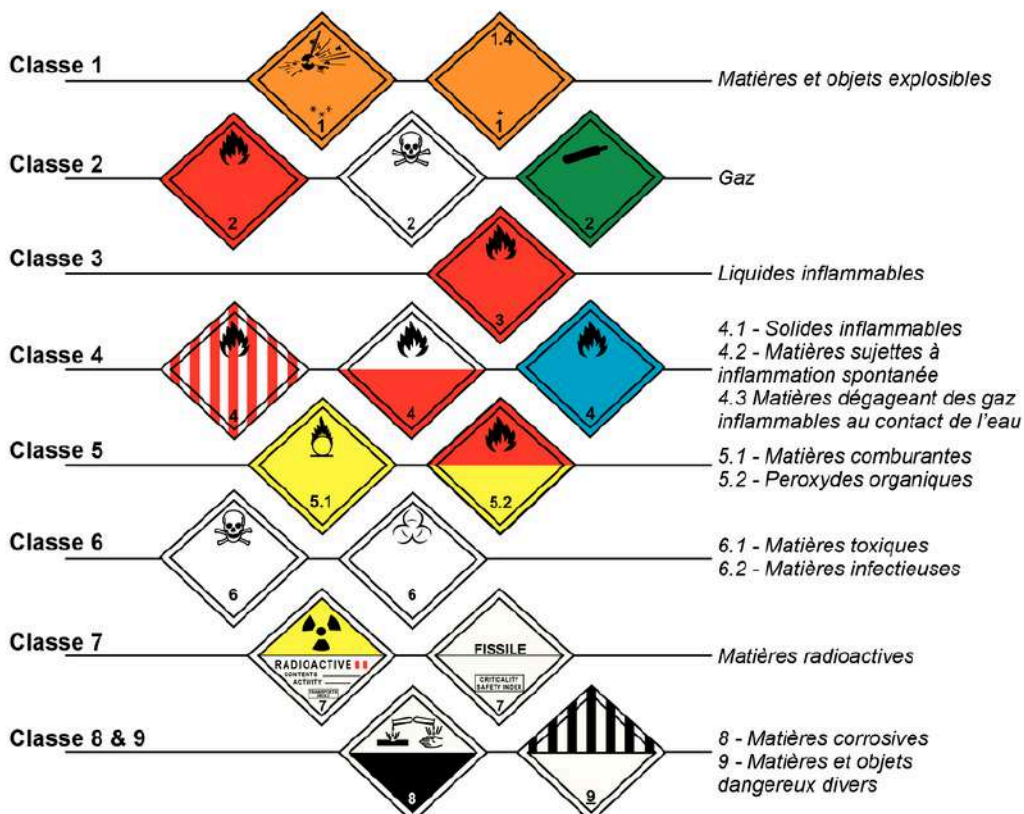 Classe 1
1
1.4
1
Matières et objets explosibles
Classe 2
2
2
2
Gaz
Classe 3
3
Liquides inflammables
Classe 4
4
4
4
4.1 - Solides inflammables
4.2 - Matières sujettes à
inflammation spontanée
4.3 Matières dégageant des gaz
inflammables au contact de l'eau
Classe 5
5.1
5.2
5.1 - Matières comburantes
5.2 - Peroxydes organiques
Classe 6
6
6
6.1 - Matières toxiques
6.2 - Matières infectieuses
Classe 7
RADIOACTIVE II
CONTENTS
ACTIVITY
7
FISSILE
CRITICALITY
SAFETY INDEX
7
Matières radioactives
Classe 8 & 9
8
9
8 - Matières corrosives
9 - Matières et objets
dangereux divers